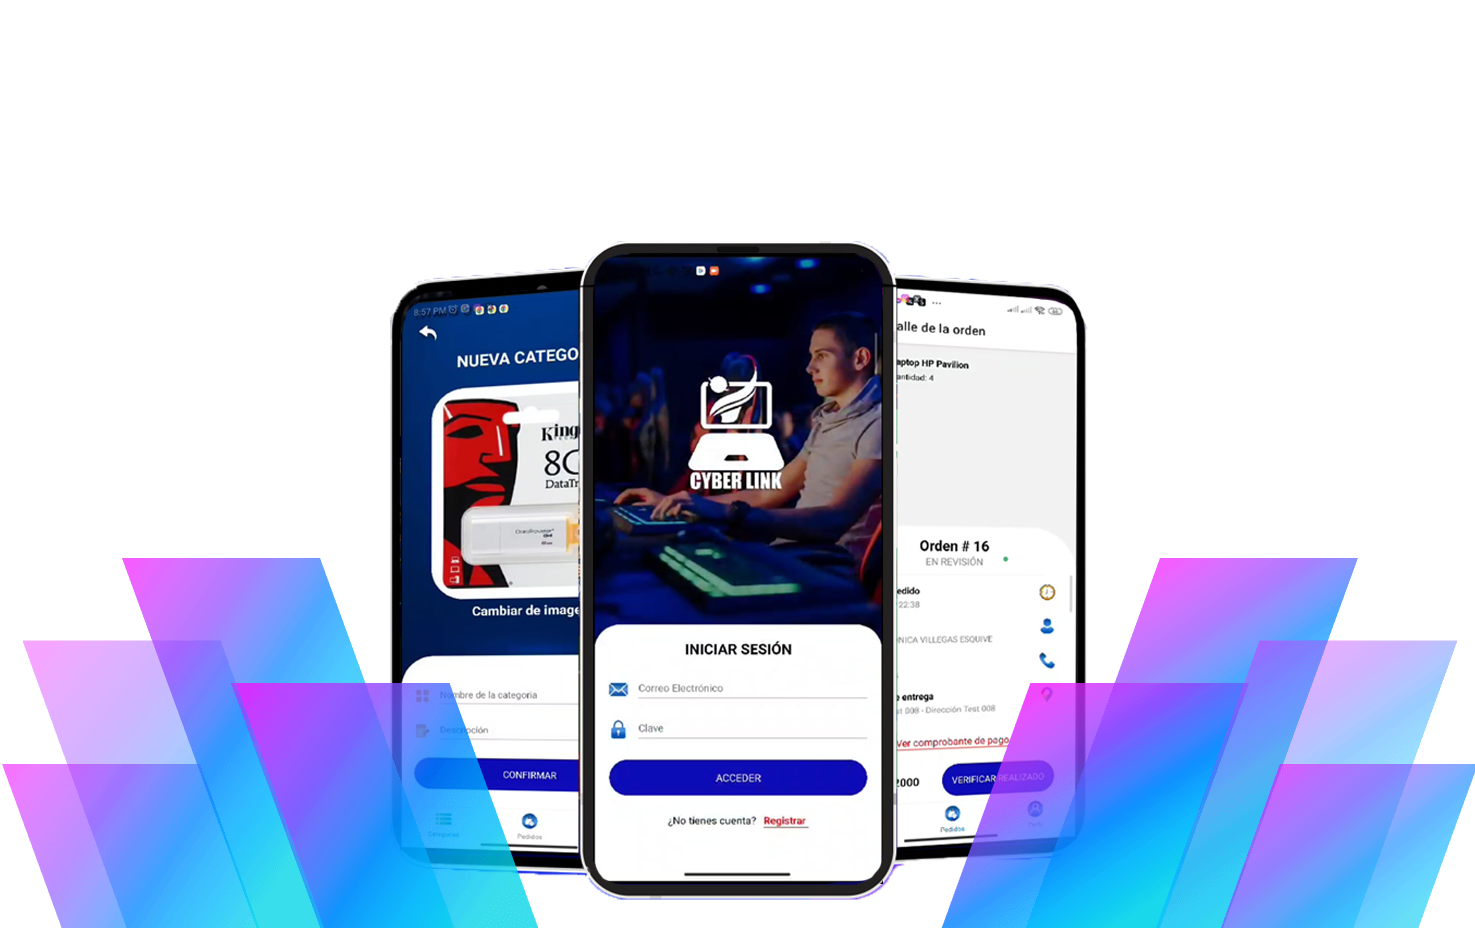 8:57 PM
NUEVA CATEGO
King
8G
DataTr
DataTraveler
Cambiar de image
Nombre de la categoria
Descripción
CONFIRMAR
Pedidos
CYBER LINK
INICIAR SESIÓN
Correo Electrónico
Clave
ACCEDER
¿No tienes cuenta? Registrar
alle de la orden
aptop HP Pavilion
antidad: 4
Orden # 16
EN REVISIÓN
edido
22:38
NICA VILLEGAS ESQUIVE
e entrega
st 008 - Dirección Test 008
Ver comprobante de pago
2000
VERIFICAR REALIZADO
Pedidos